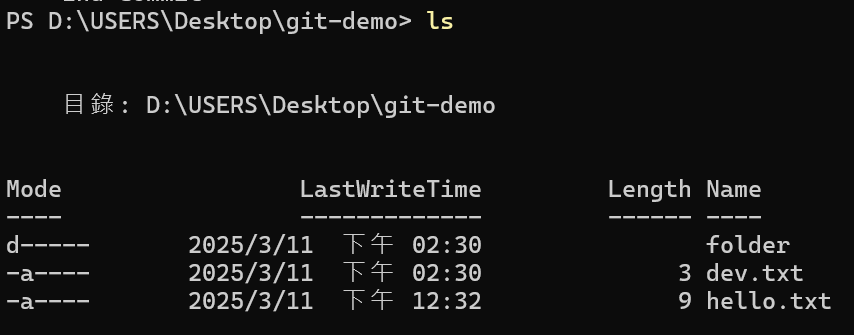 PS D:\USERS\Desktop\git-demo> ls
目錄: D:\USERS\Desktop\git-demo
Mode                 LastWriteTime         Length Name
----                 -------------         ------ ----
d-----       2025/3/11  下午 02:30                folder
-a----       2025/3/11  下午 02:30              3 dev.txt
-a----       2025/3/11  下午 12:32              9 hello.txt